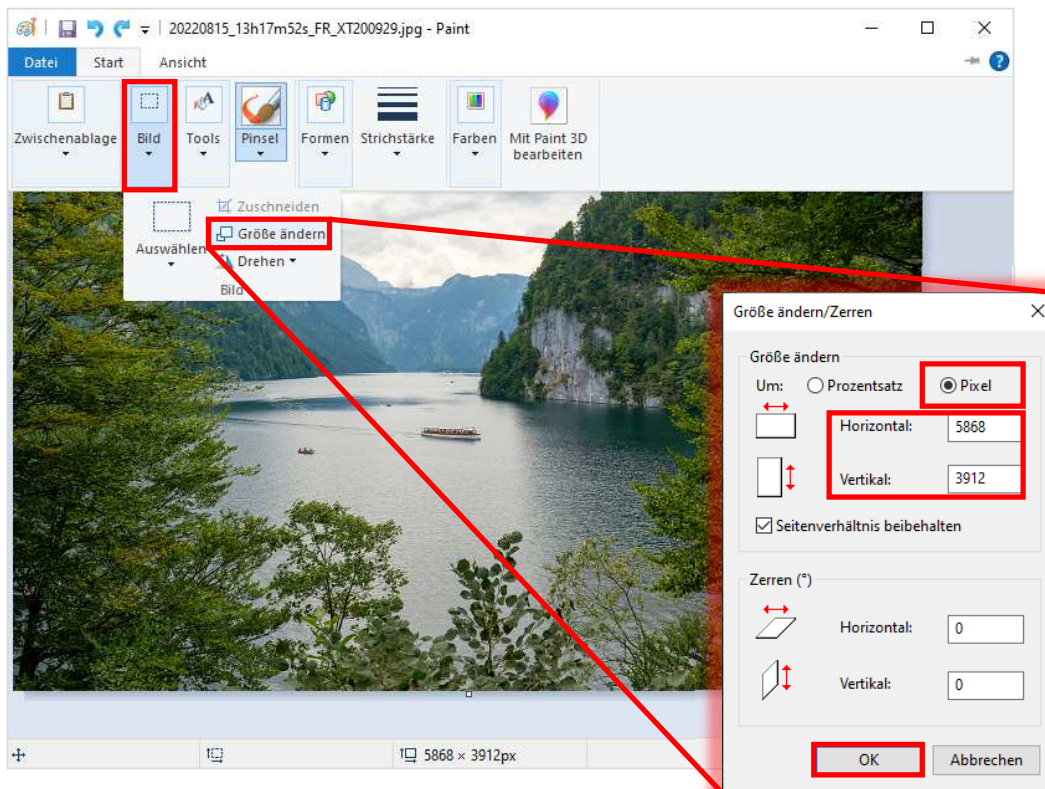 20220815_13h17m52s_FR_XT200929.jpg - Paint
Datei Start Ansicht
Zwischenablage Bild Tools Pinsel Formen Strichstärke Farben Mit Paint 3D
bearbeiten
Auswählen
Zuschneiden
Größe ändern
Drehen
Bild
Größe ändern/Zerren
Größe ändern
Um: Prozentsatz Pixel
Horizontal: 5868
Vertikal: 3912
Seitenverhältnis beibehalten
Zerren (°)
Horizontal: 0
Vertikal: 0
OK Abbrechen
5868 × 3912px